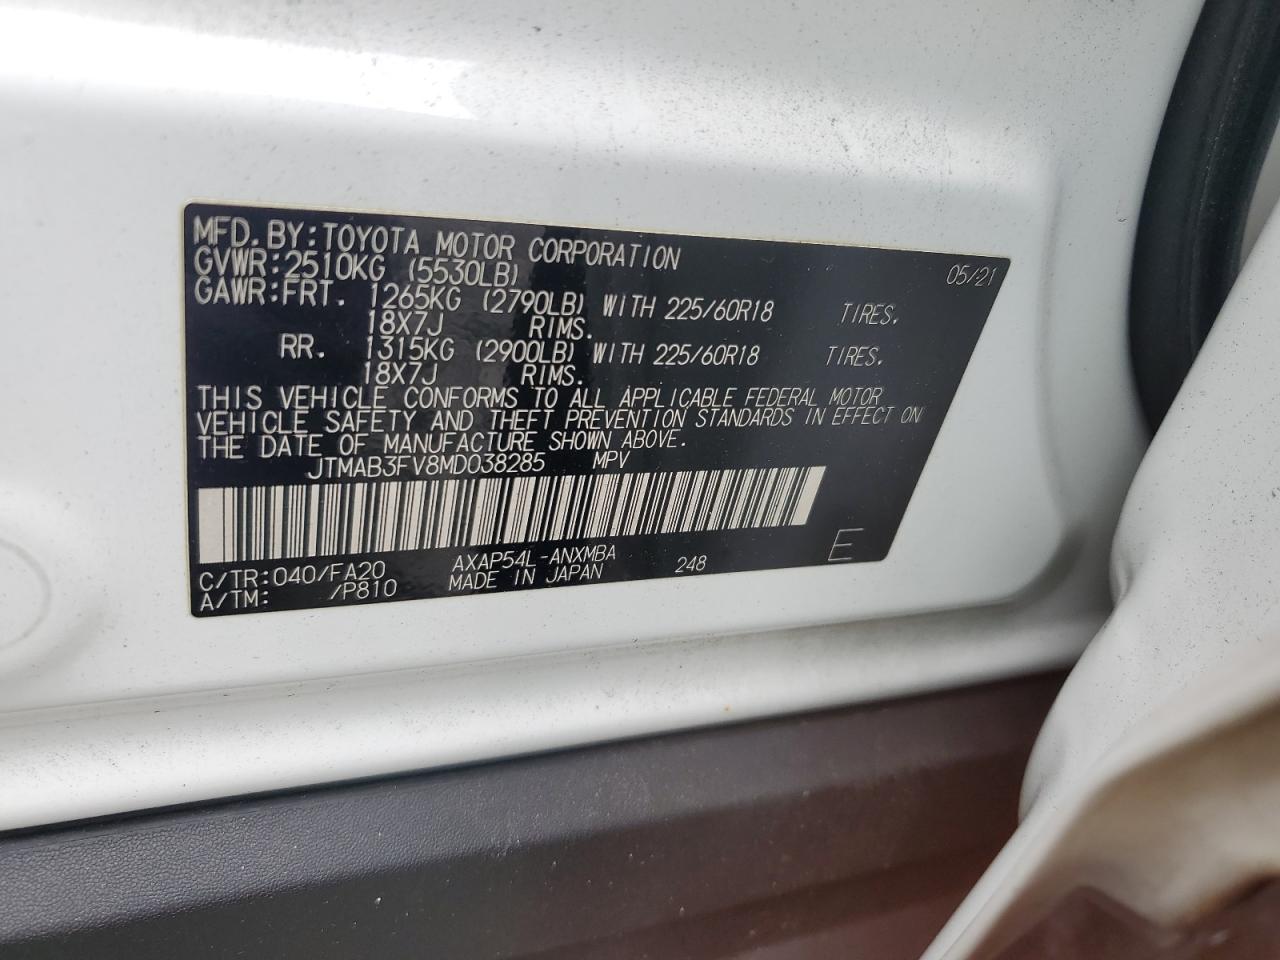 MFD. BY: TOYOTA MOTOR CORPORATION 05/21
GVWR: 2510KG (5530LB)
GAWR: FRT. 1265KG (2790LB) WITH 225/60R18 TIRES.
18X7J RIMS.
RR. 1315KG (2900LB) WITH 225/60R18 TIRES.
18X7J RIMS.
THIS VEHICLE CONFORMS TO ALL APPLICABLE FEDERAL MOTOR
VEHICLE SAFETY AND THEFT PREVENTION STANDARDS IN EFFECT ON
THE DATE OF MANUFACTURE SHOWN ABOVE.
JTMAB3FV8MD038285 MPV
C/TR: 040/FA20 AXAP54L-ANXMBA 248 E
A/TM: /P810 MADE IN JAPAN